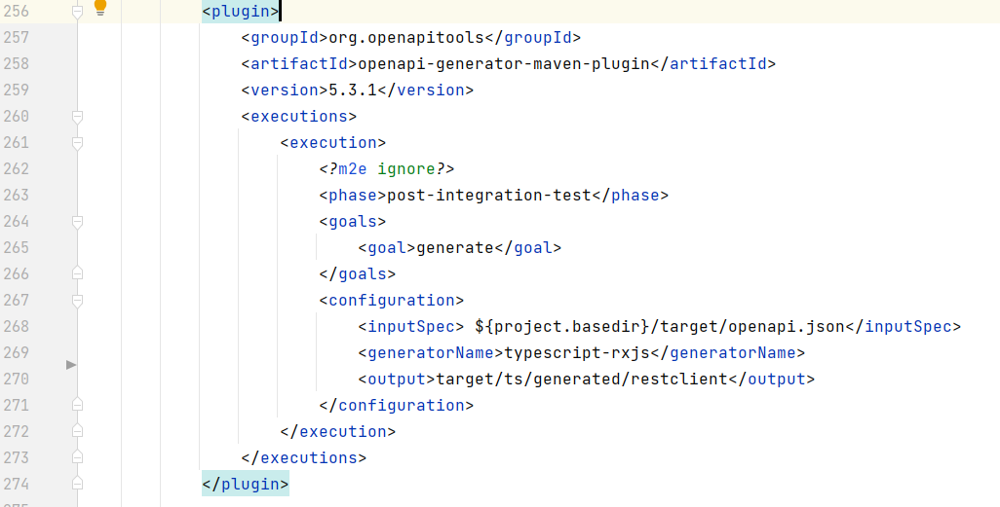 256 <plugin>
257 <groupId>org.openapitools</groupId>
258 <artifactId>openapi-generator-maven-plugin</artifactId>
259 <version>5.3.1</version>
260 <executions>
261 <execution>
262 <?m2e ignore?>
263 <phase>post-integration-test</phase>
264 <goals>
265 <goal>generate</goal>
266 </goals>
267 <configuration>
268 <inputSpec> ${project.basedir}/target/openapi.json</inputSpec>
269 <generatorName>typescript-rxjs</generatorName>
270 <output>target/ts/generated/restclient</output>
271 </configuration>
272 </execution>
273 </executions>
274 </plugin>